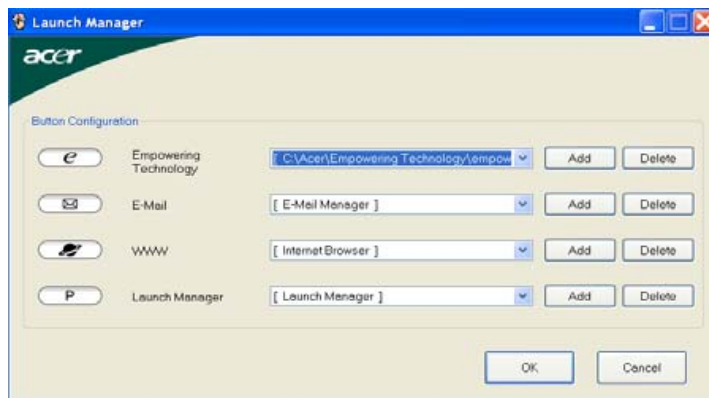 Launch Manager
acer
Button Configuration
e Empowering Technology [ C:\Acer\Empowering Technology\empow Add Delete
E-Mail [ E-Mail Manager ] Add Delete
WWW [ Internet Browser ] Add Delete
P Launch Manager [ Launch Manager ] Add Delete
OK Cancel